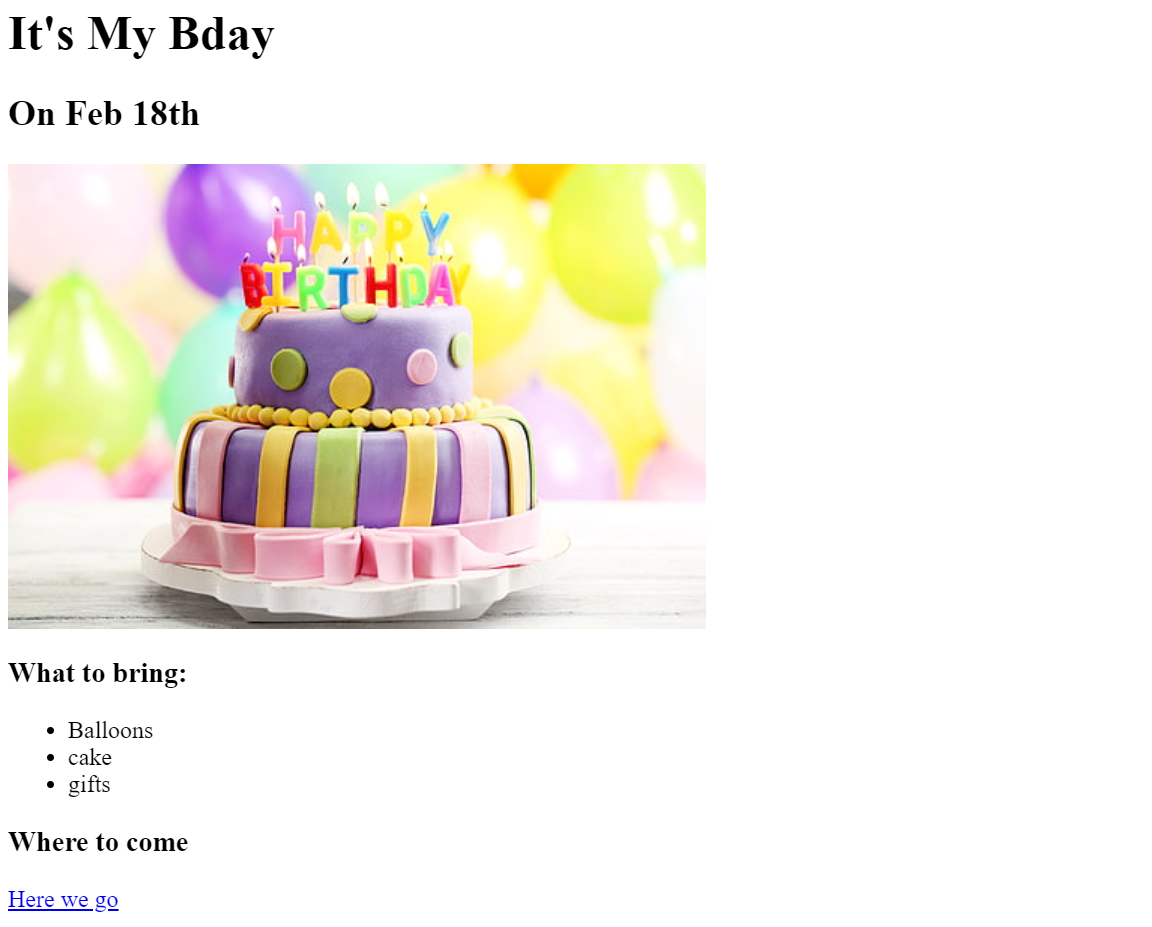 It's My Bday
On Feb 18th
HAPPY
BIRTHDAY
What to bring:
Balloons
cake
gifts
Where to come
Here we go